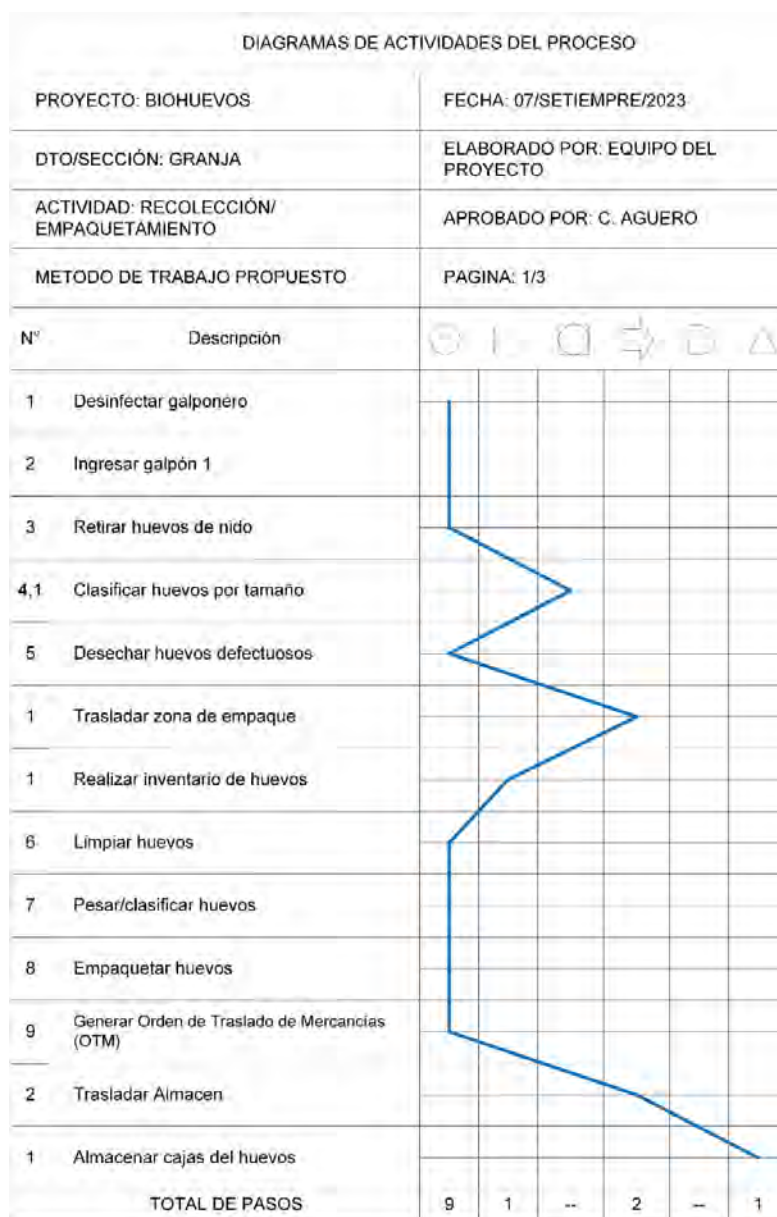 DIAGRAMAS DE ACTIVIDADES DEL PROCESO
PROYECTO: BIOHUEVOS
FECHA: 07/SETIEMPRE/2023
DTO/SECCIÓN: GRANJA
ELABORADO POR: EQUIPO DEL
PROYECTO
ACTIVIDAD: RECOLECCIÓN/
EMPAQUETAMIENTO
APROBADO POR: C. AGUERO
METODO DE TRABAJO PROPUESTO
PAGINA: 1/3
N° Descripción
1 Desinfectar galponero
2 Ingresar galpón 1
3 Retirar huevos de nido
4,1 Clasificar huevos por tamaño
5 Desechar huevos defectuosos
1 Trasladar zona de empaque
1 Realizar inventario de huevos
6 Limpiar huevos
7 Pesar/clasificar huevos
8 Empaquetar huevos
9 Generar Orden de Traslado de Mercancías
(OTM)
2 Trasladar Almacen
1 Almacenar cajas del huevos
TOTAL DE PASOS 9 1 -- 2 -- 1